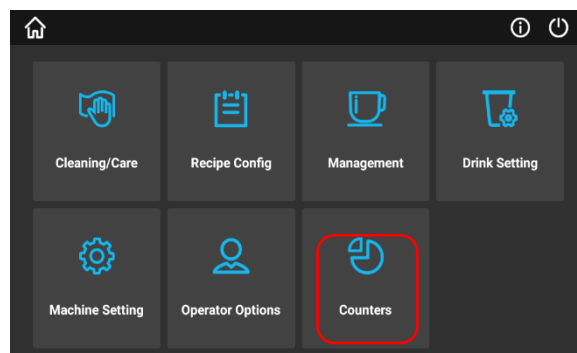 Cleaning/Care
Recipe Config
Management
Drink Setting
Machine Setting
Operator Options
Counters